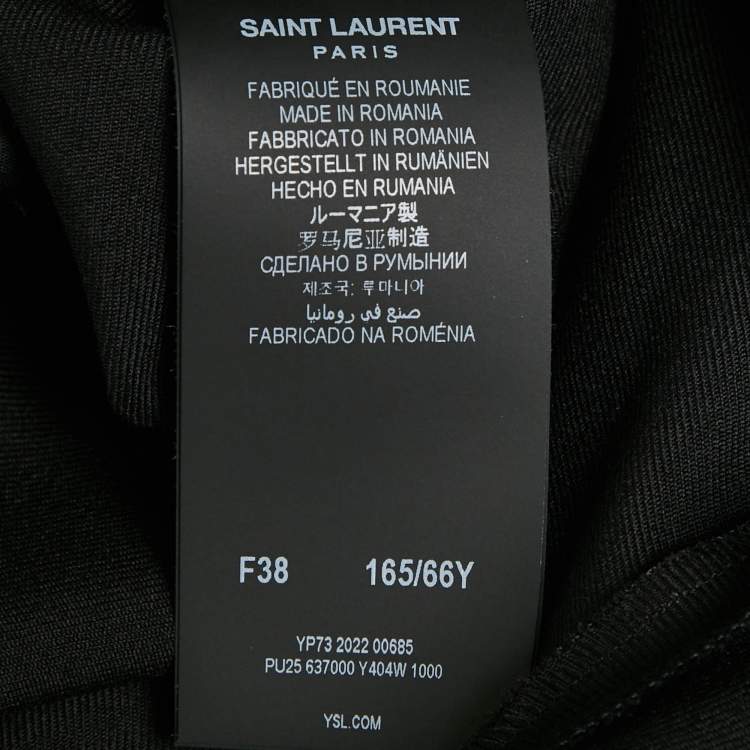 SAINT LAURENT
PARIS
FABRIQUÉ EN ROUMANIE
MADE IN ROMANIA
FABBRICATO IN ROMANIA
HERGESTELLT IN RUMÄNIEN
HECHO EN RUMANIA
ルーマニア製
罗马尼亚制造
СДЕЛАНО В РУМЫНИИ
제조국: 루마니아
صنع في رومانيا
FABRICADO NA ROMÉNIA
F38 165/66Y
YP73 2022 00685
PU25 637000 Y404W 1000
YSL.COM